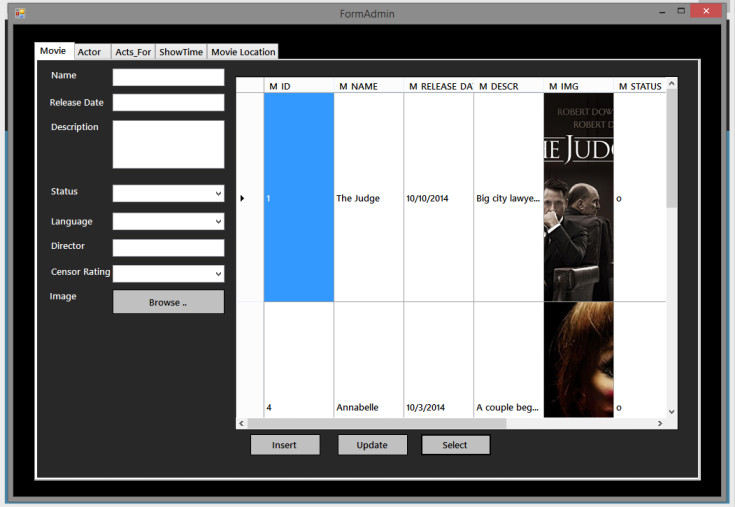 FormAdmin
Movie Actor Acts_For ShowTime Movie Location
Name
Release Date
Description
Status
Language
Director
Censor Rating
Image
Browse ..
M ID M NAME M RELEASE DA M DESCR M IMG M STATUS
ROBERT DOW
ROBERT D
HE JUD
1 The Judge 10/10/2014 Big city lawye... o
4 Annabelle 10/3/2014 A couple beg... o
Insert Update Select